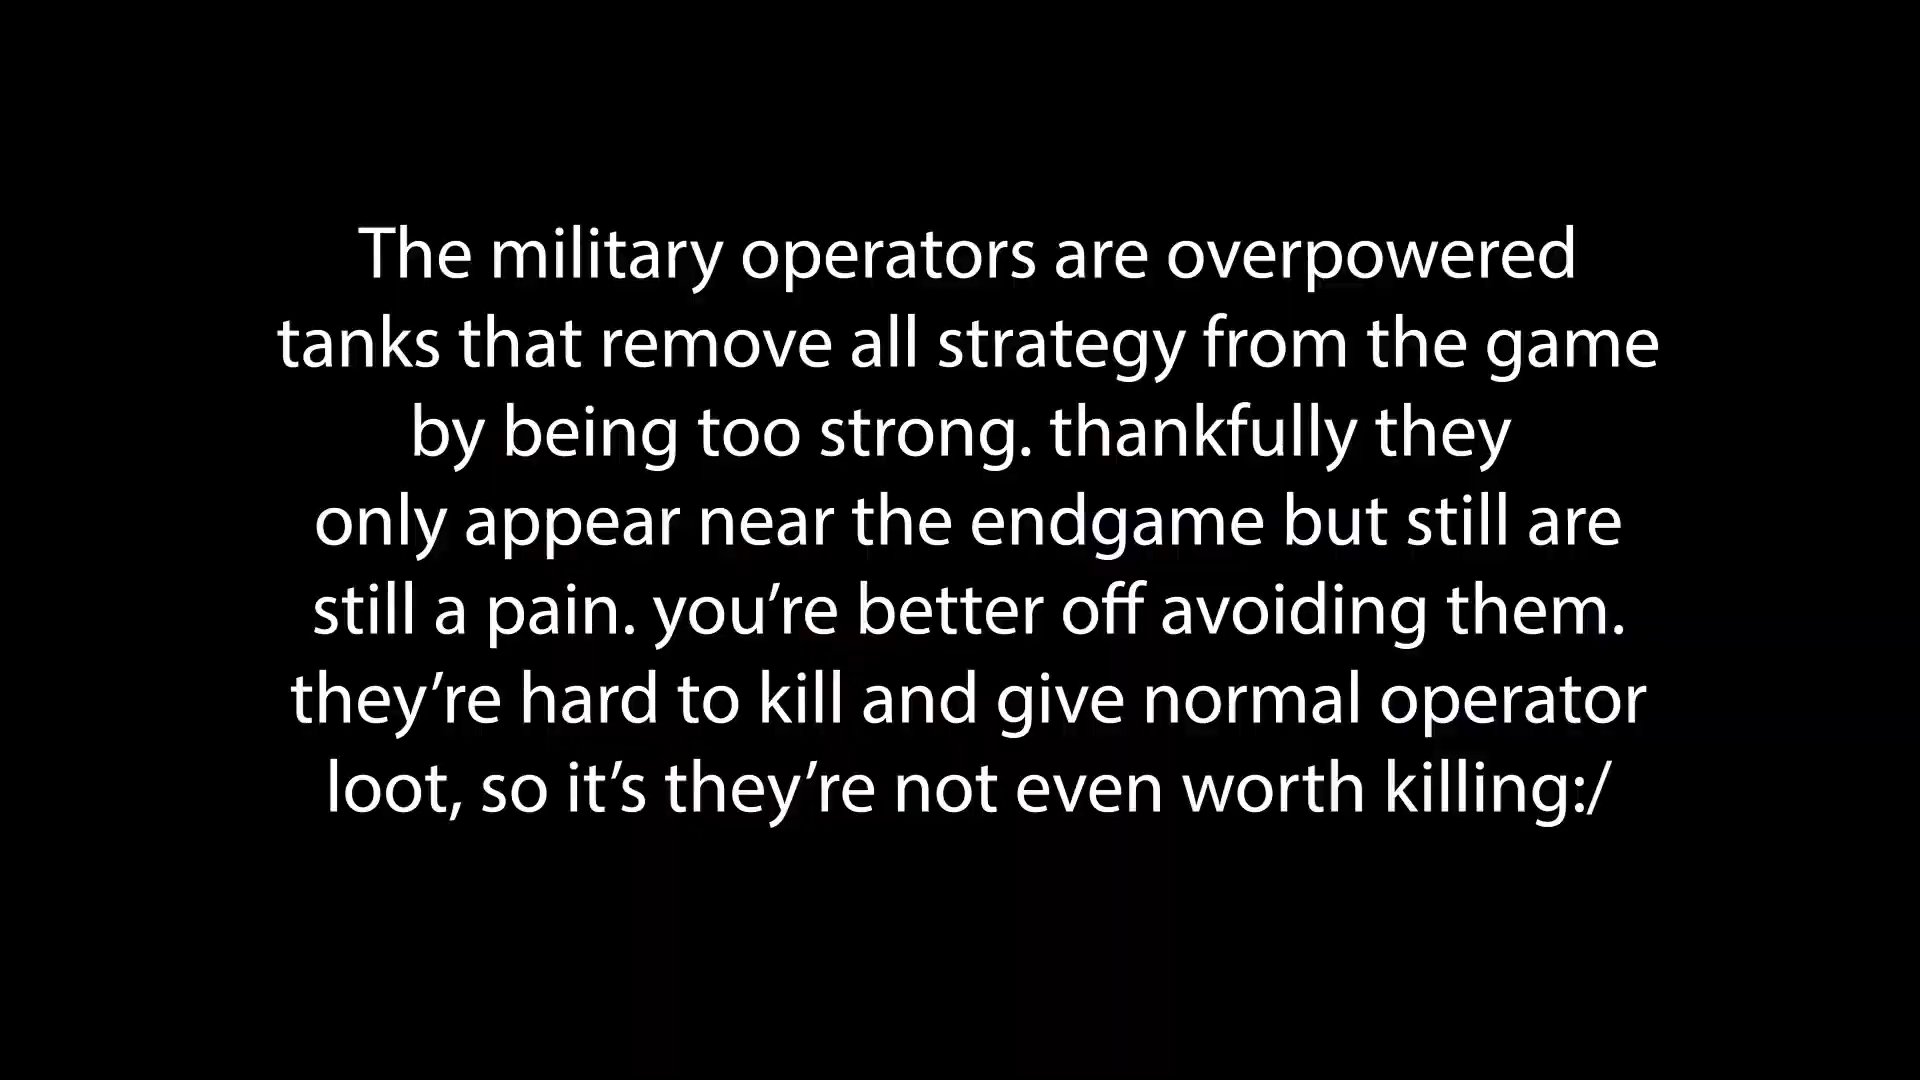 The military operators are overpowered
tanks that remove all strategy from the game
by being too strong. thankfully they
only appear near the endgame but still are
still a pain. you’re better off avoiding them.
they’re hard to kill and give normal operator
loot, so it’s they’re not even worth killing:/